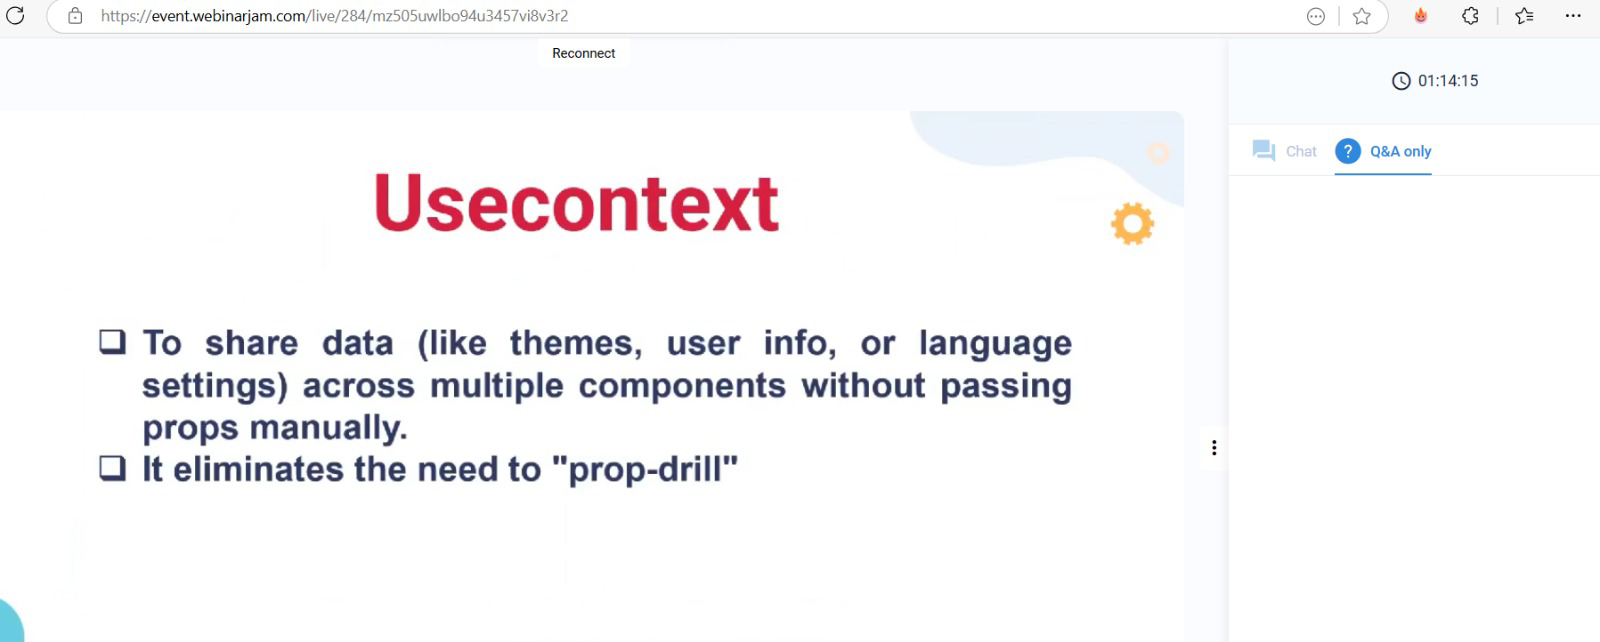 https://event.webinarjam.com/live/284/mz505uwlbo94u3457vi8v3r2
Reconnect
01:14:15
Chat
? Q&A only
Usecontext
To share data (like themes, user info, or language
settings) across multiple components without passing
props manually.
It eliminates the need to "prop-drill"